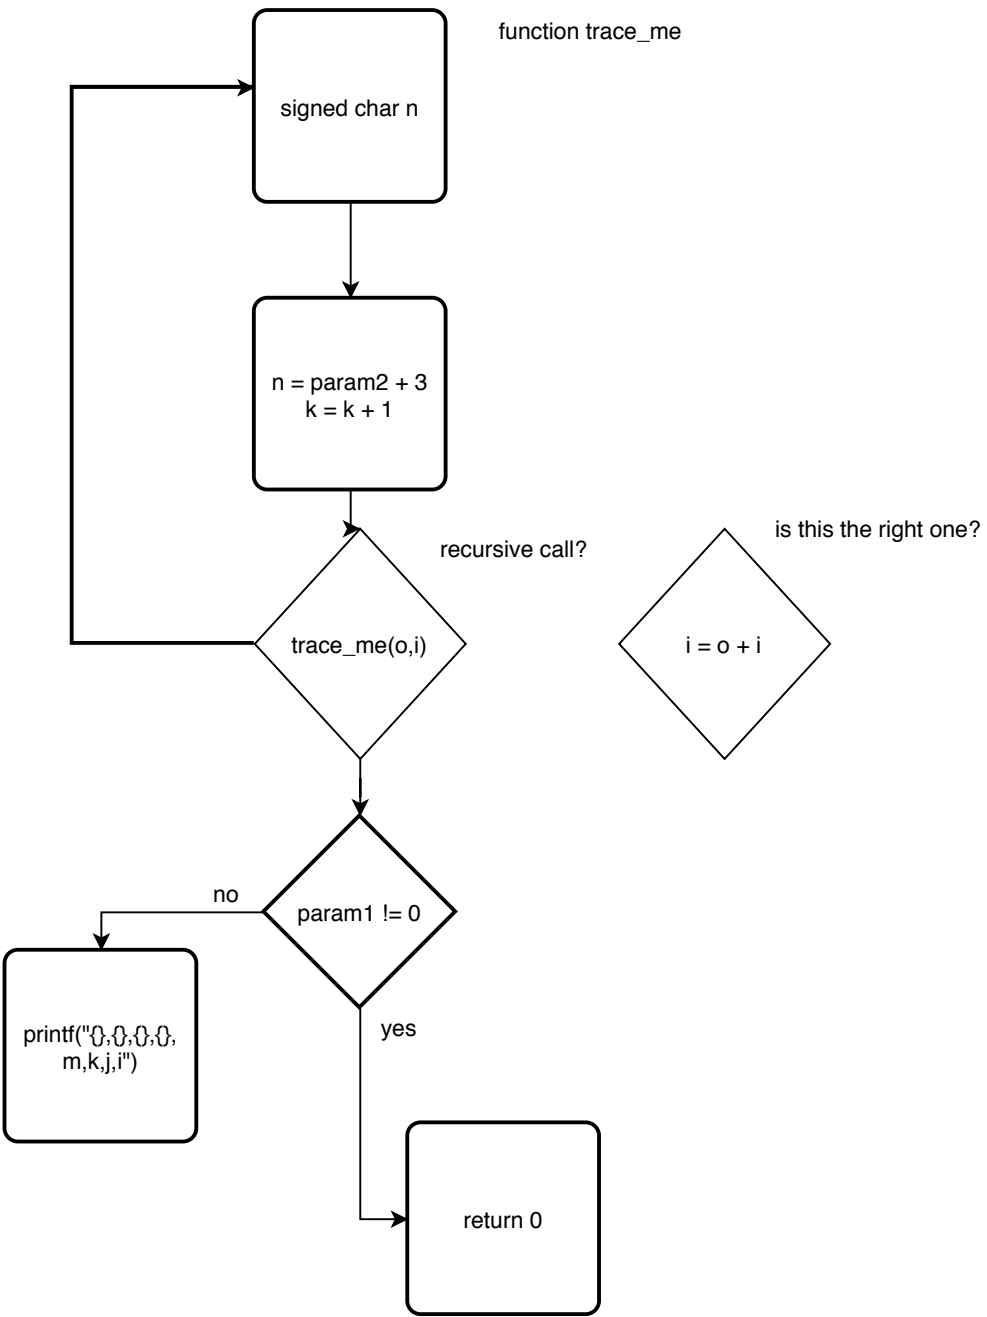 function trace_me
signed char n
n = param2 + 3
k = k + 1
is this the right one?
recursive call?
trace_me(o,i)
i = o + i
param1 != 0
no
printf("{},{},{},{},
m,k,j,i")
yes
return 0